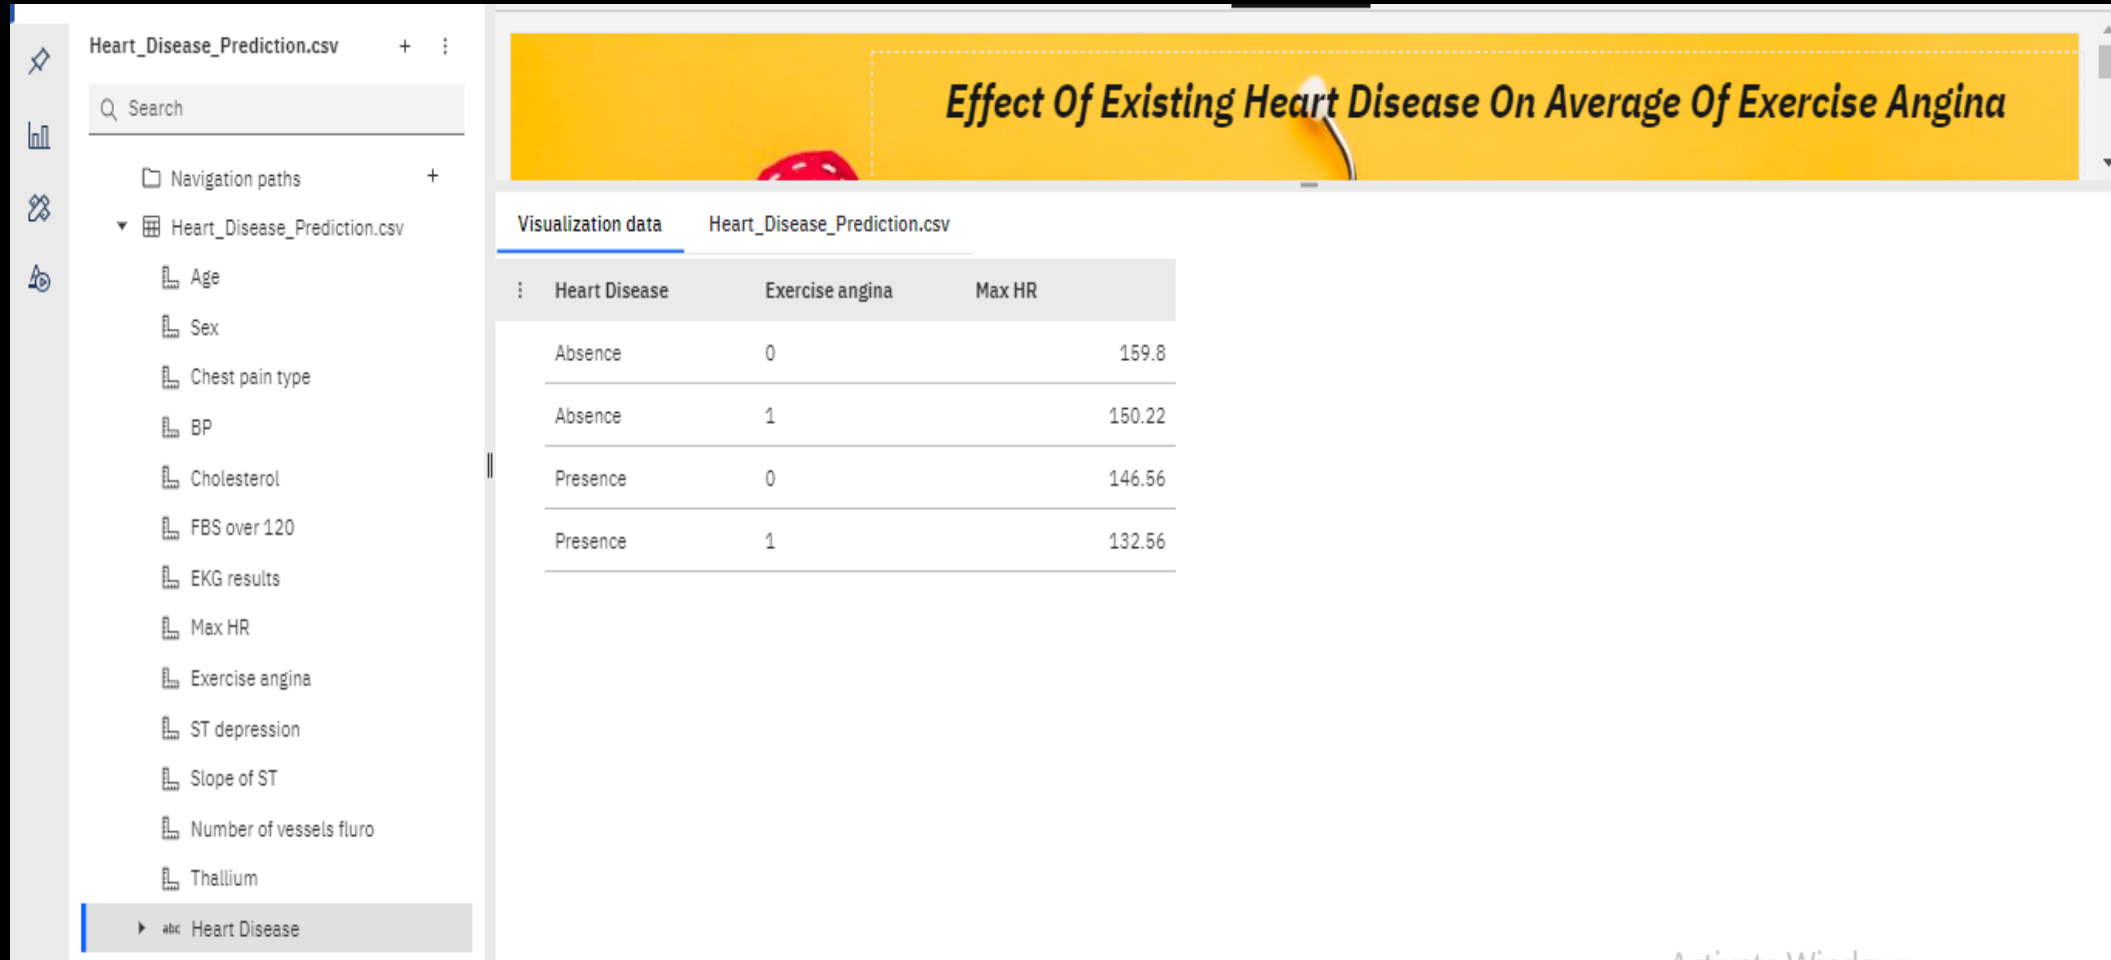 Heart_Disease_Prediction.csv
Search
Navigation paths
Heart_Disease_Prediction.csv
Age
Sex
Chest pain type
BP
Cholesterol
FBS over 120
EKG results
Max HR
Exercise angina
ST depression
Slope of ST
Number of vessels fluro
Thallium
abc Heart Disease
Effect Of Existing Heart Disease On Average Of Exercise Angina
Visualization data Heart_Disease_Prediction.csv
Heart Disease Exercise angina Max HR
Absence 0 159.8
Absence 1 150.22
Presence 0 146.56
Presence 1 132.56
Activate Windows